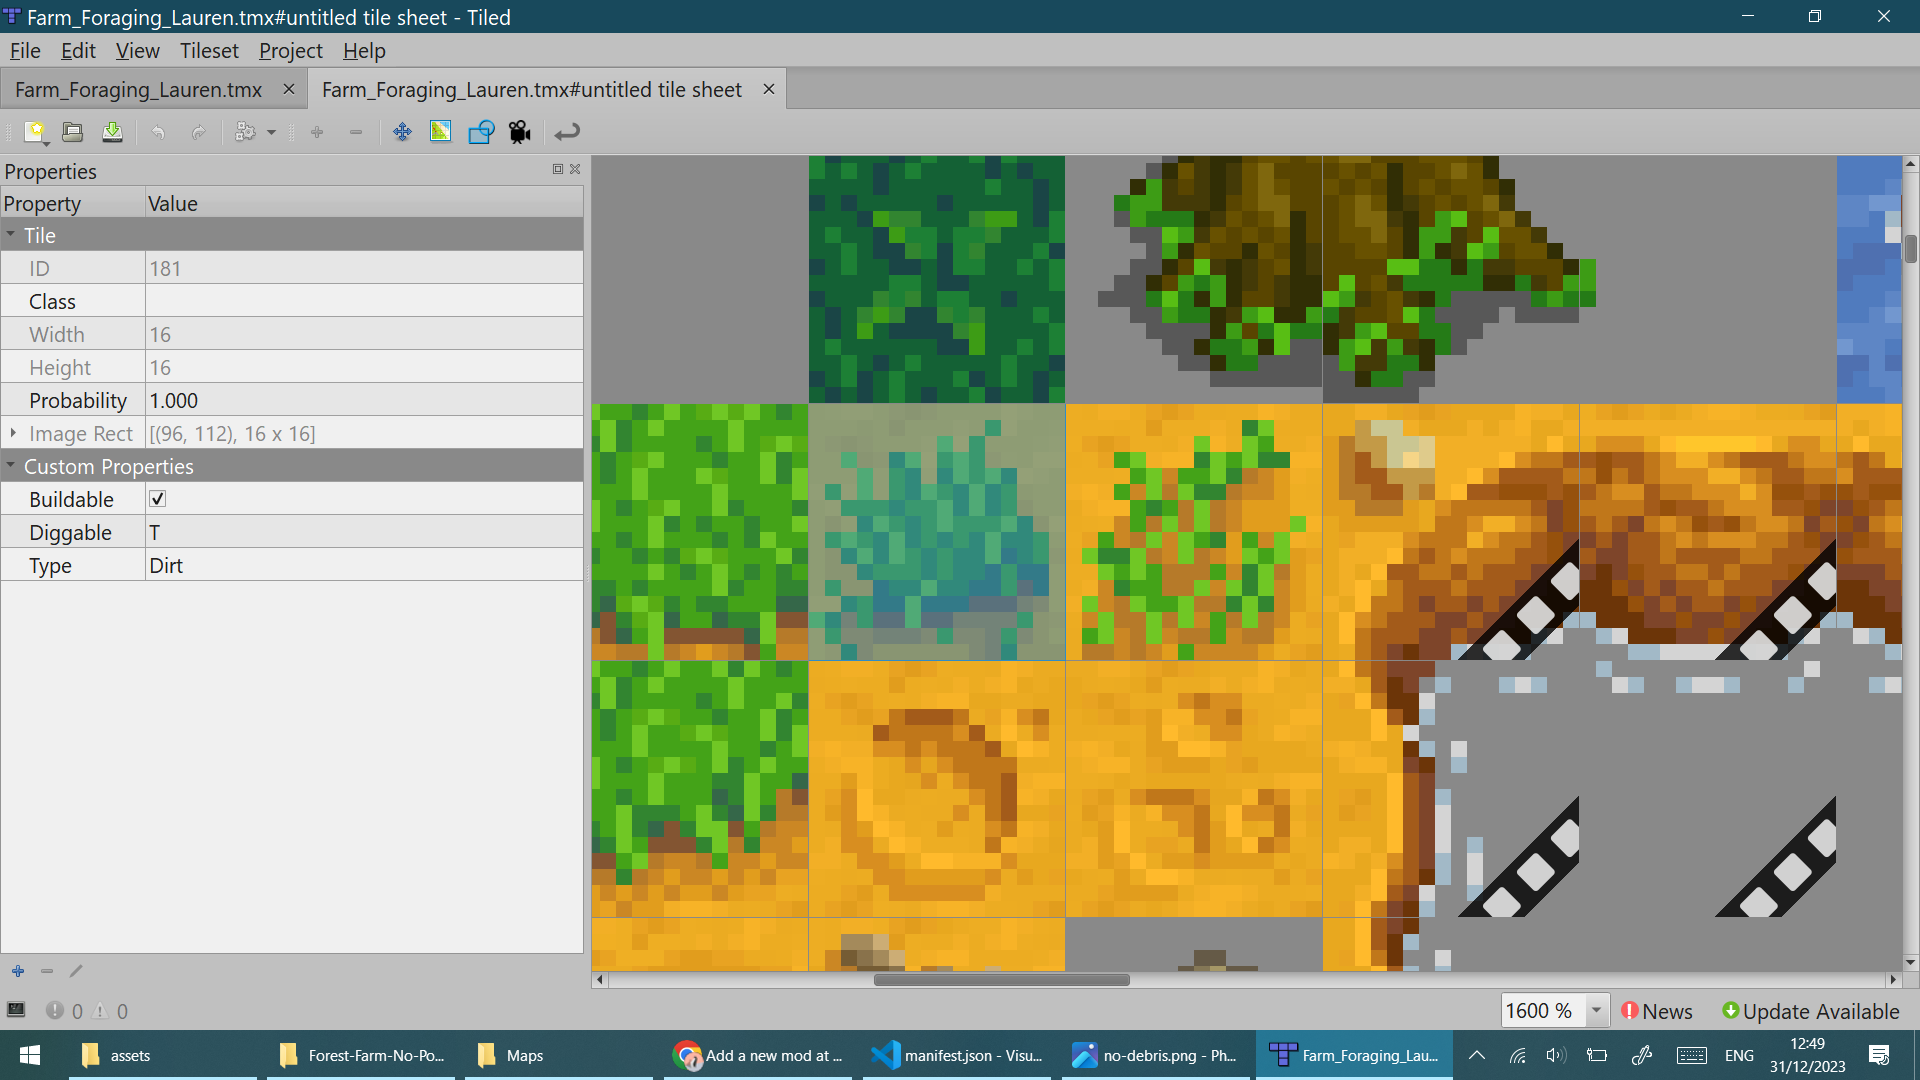 Farm_Foraging_Lauren.tmx#untitled tile sheet - Tiled
File Edit View Tileset Project Help
Farm_Foraging_Lauren.tmx Farm_Foraging_Lauren.tmx#untitled tile sheet
Properties
Property Value
Tile
ID 181
Class
Width 16
Height 16
Probability 1.000
Image Rect [(96, 112), 16 x 16]
Custom Properties
Buildable
Diggable T
Type Dirt
0 0
1600 % News Update Available
assets Forest-Farm-No-Po... Maps Add a new mod at ... manifest.json - Visu... no-debris.png - Ph... Farm_Foraging_Lau... ENG 12:49
31/12/2023